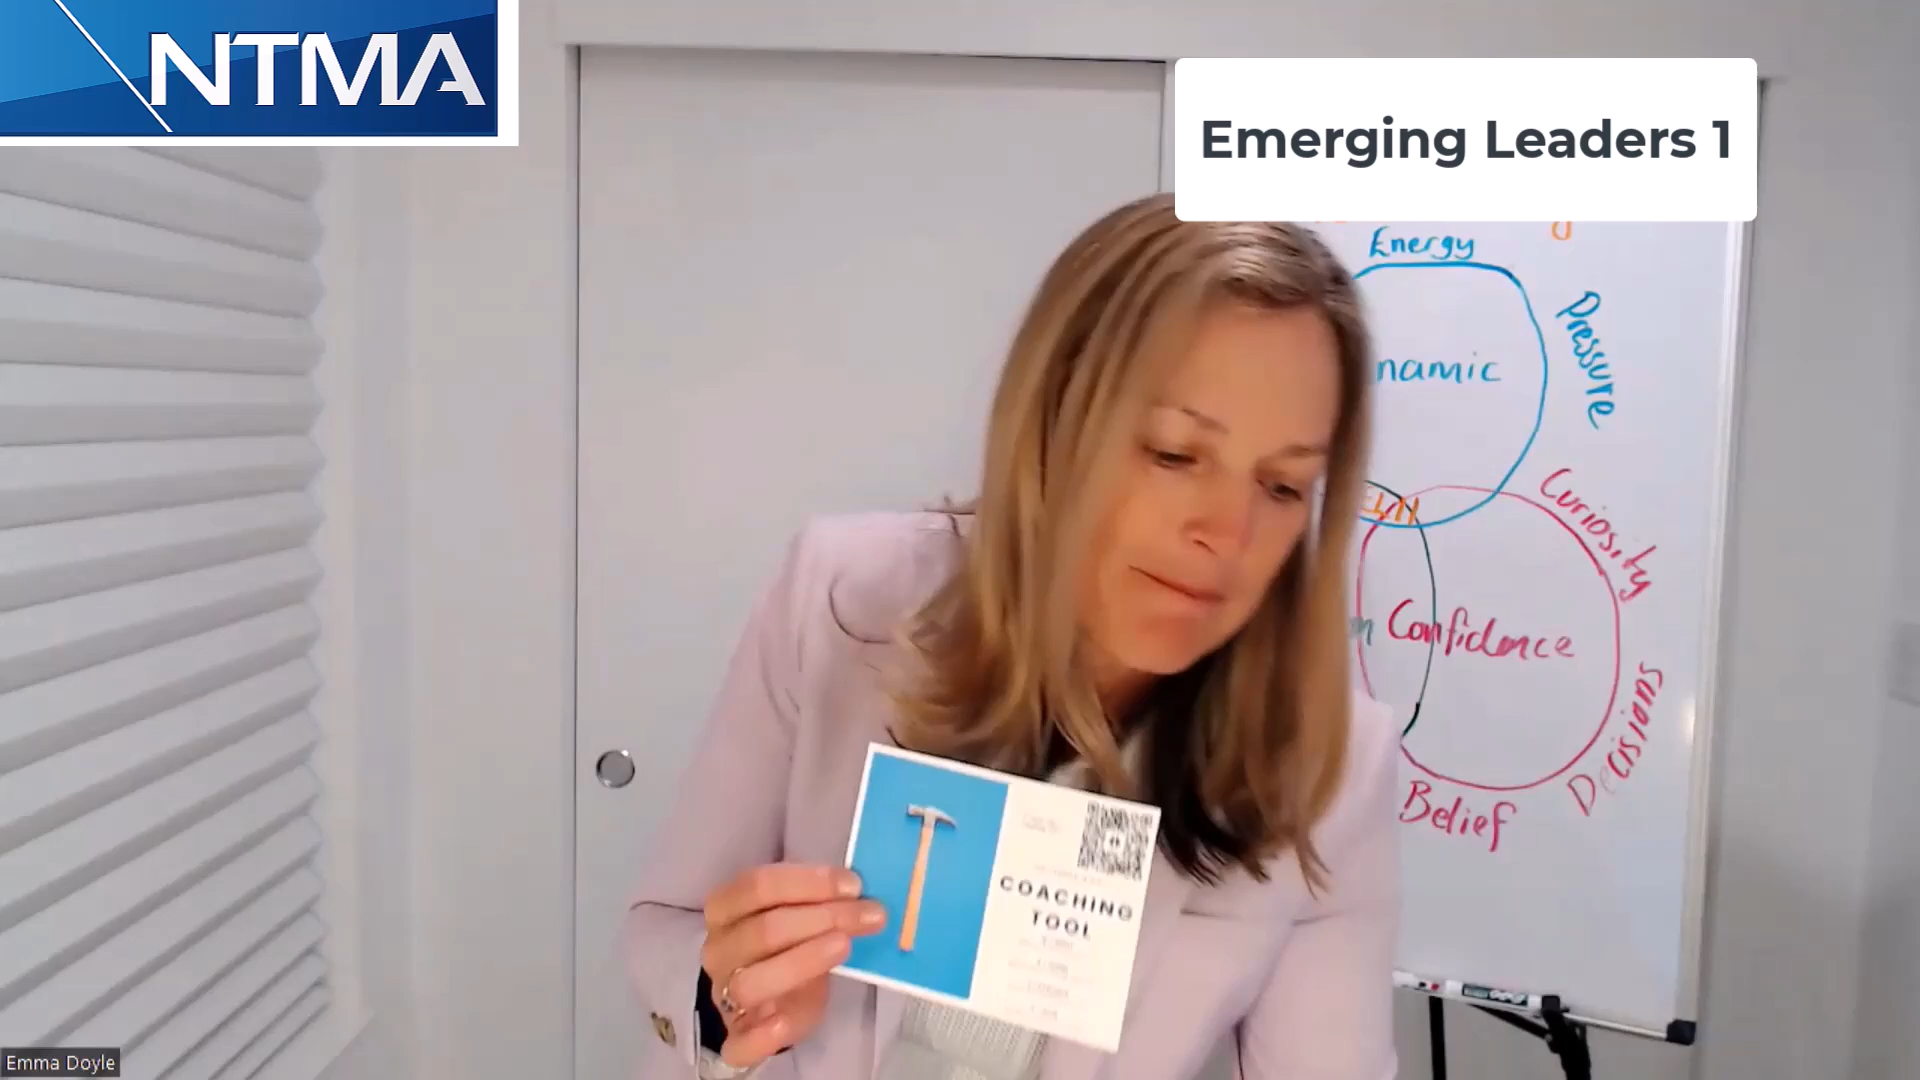 NTMA
Emerging Leaders 1
Energy
Pressure
namic
Curiosity
Confidence
Decisions
Belief
COACHING
TOOL
Emma Doyle